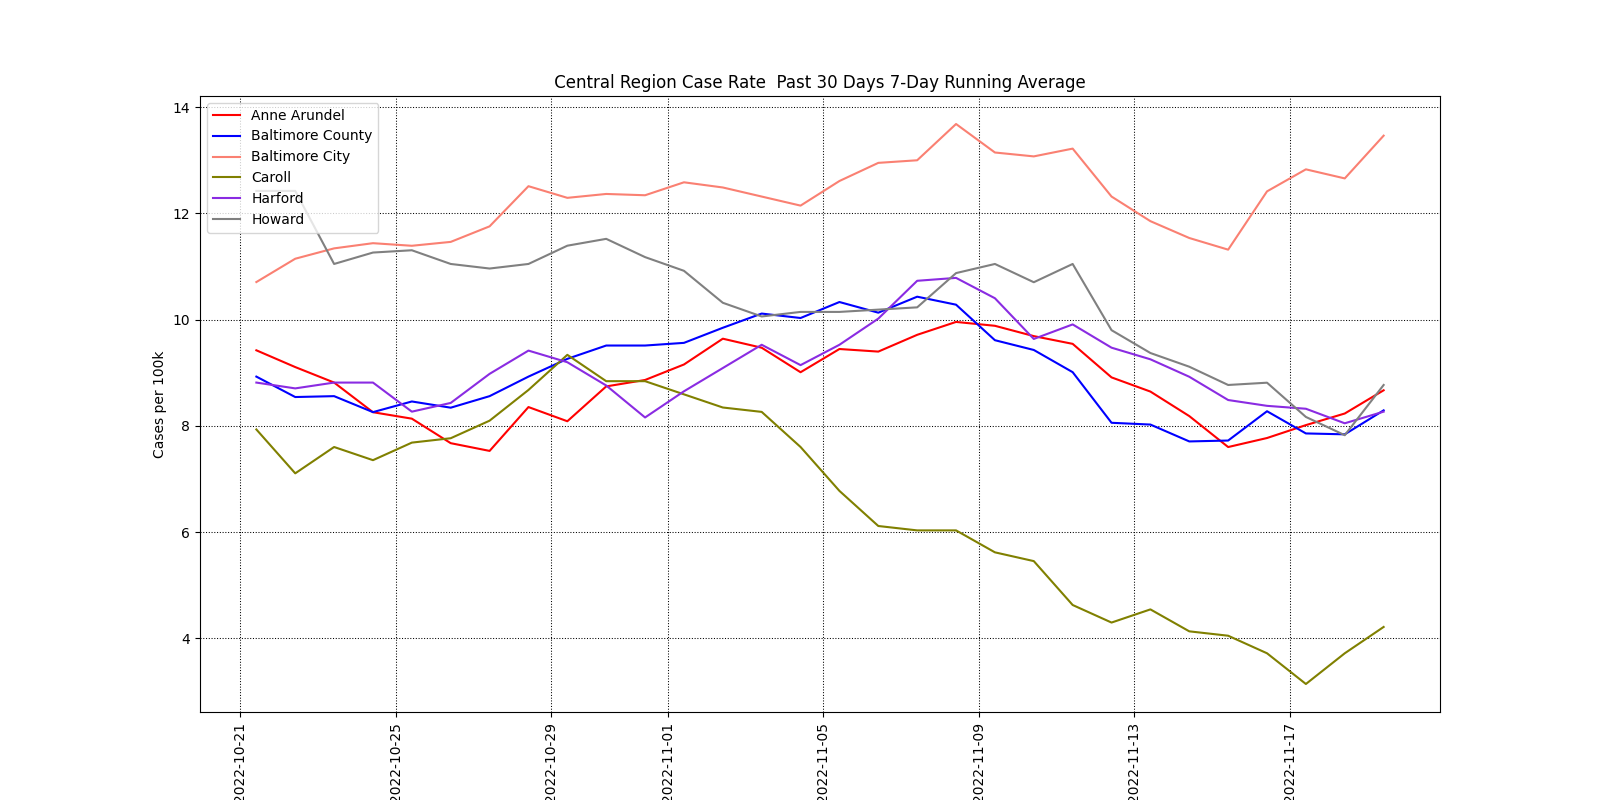 Central Region Case Rate  Past 30 Days 7-Day Running Average
14
12
10
8
6
4
Cases per 100k
Anne Arundel
Baltimore County
Baltimore City
Caroll
Harford
Howard
2022-10-21
2022-10-25
2022-10-29
2022-11-01
2022-11-05
2022-11-09
2022-11-13
2022-11-17